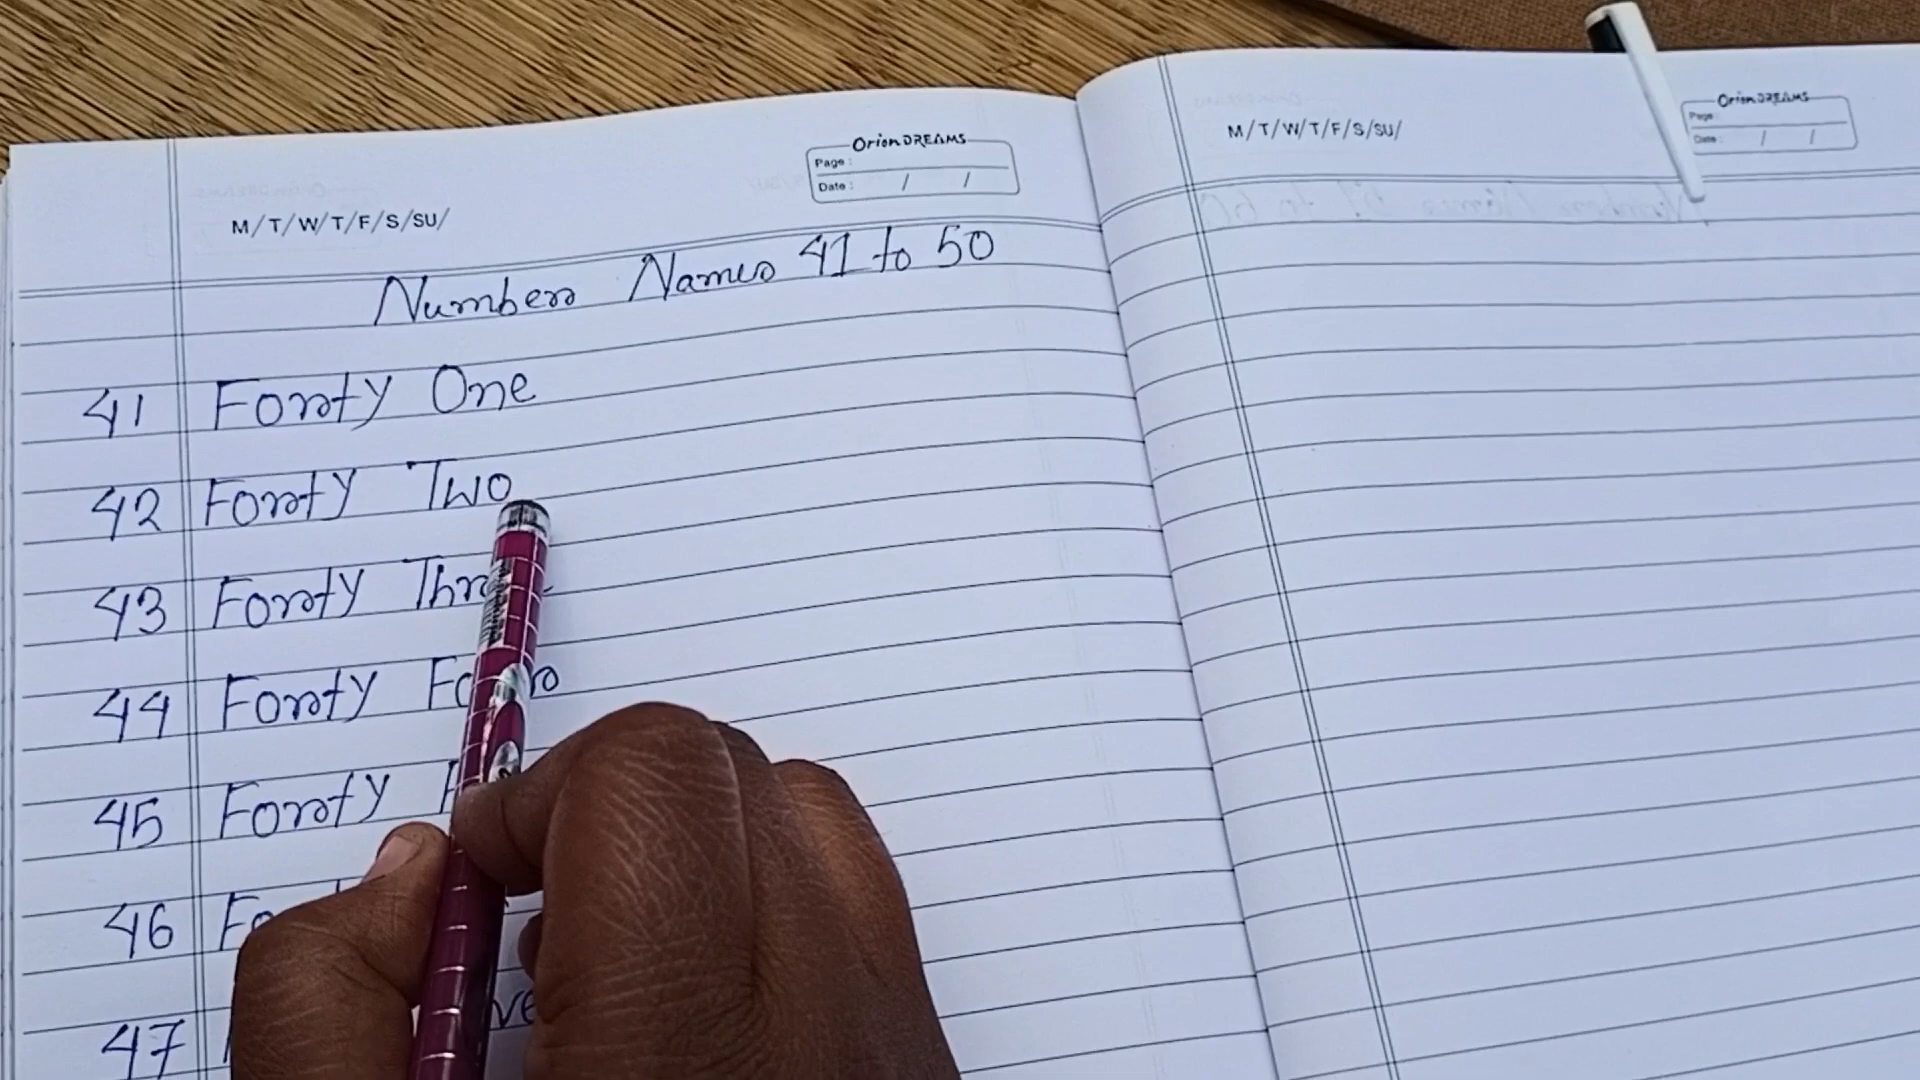 Orion DREAMS
Page :
Date : / /
M/T/W/T/F/S/SU/
Number Names 41 to 50
41 Forty One
42 Forty Two
43 Forty
44 Forty
45 Forty
46
47
Orion DREAMS
Page :
Date : / /
M/T/W/T/F/S/SU/